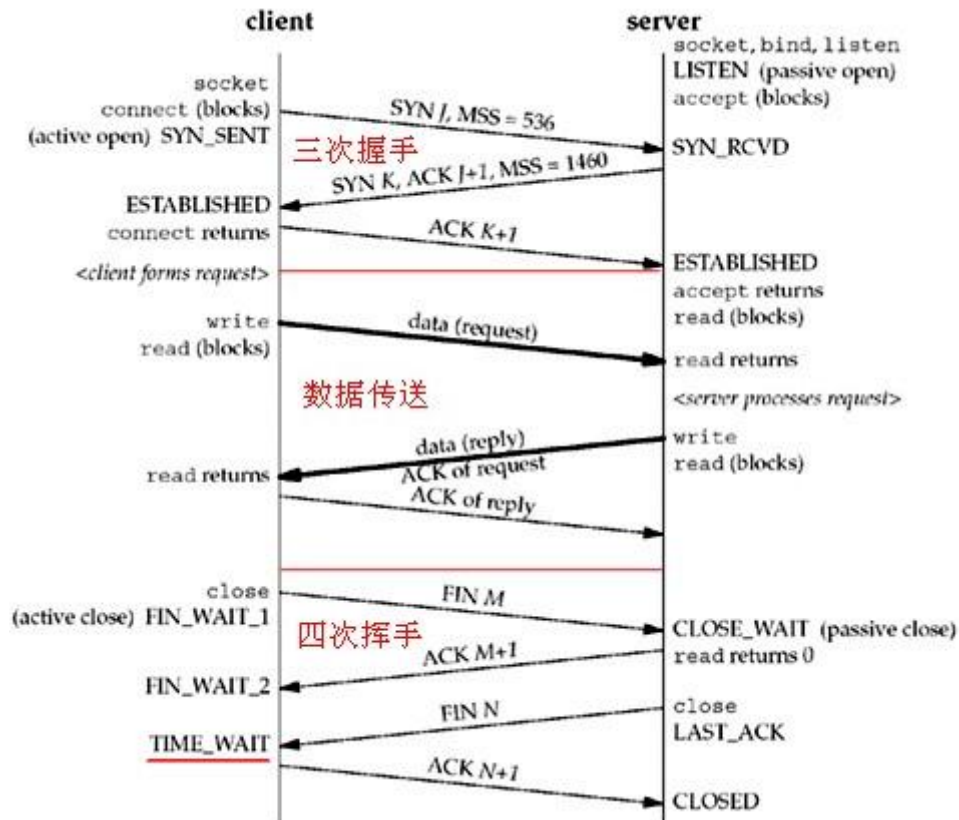 client
server
socket, bind, listen
LISTEN (passive open)
accept (blocks)
socket
connect (blocks)
(active open) SYN_SENT
SYN J, MSS = 536
三次握手
SYN_RCVD
SYN K, ACK J+1, MSS = 1460
ESTABLISHED
connect returns
ACK K+1
<client forms request>
ESTABLISHED
accept returns
read (blocks)
write
read (blocks)
data (request)
read returns
数据传送
<server processes request>
write
read (blocks)
data (reply)
ACK of request
read returns
ACK of reply
close
(active close) FIN_WAIT_1
FIN M
四次挥手
CLOSE_WAIT (passive close)
read returns 0
ACK M+1
FIN_WAIT_2
close
LAST_ACK
FIN N
TIME_WAIT
ACK N+1
CLOSED